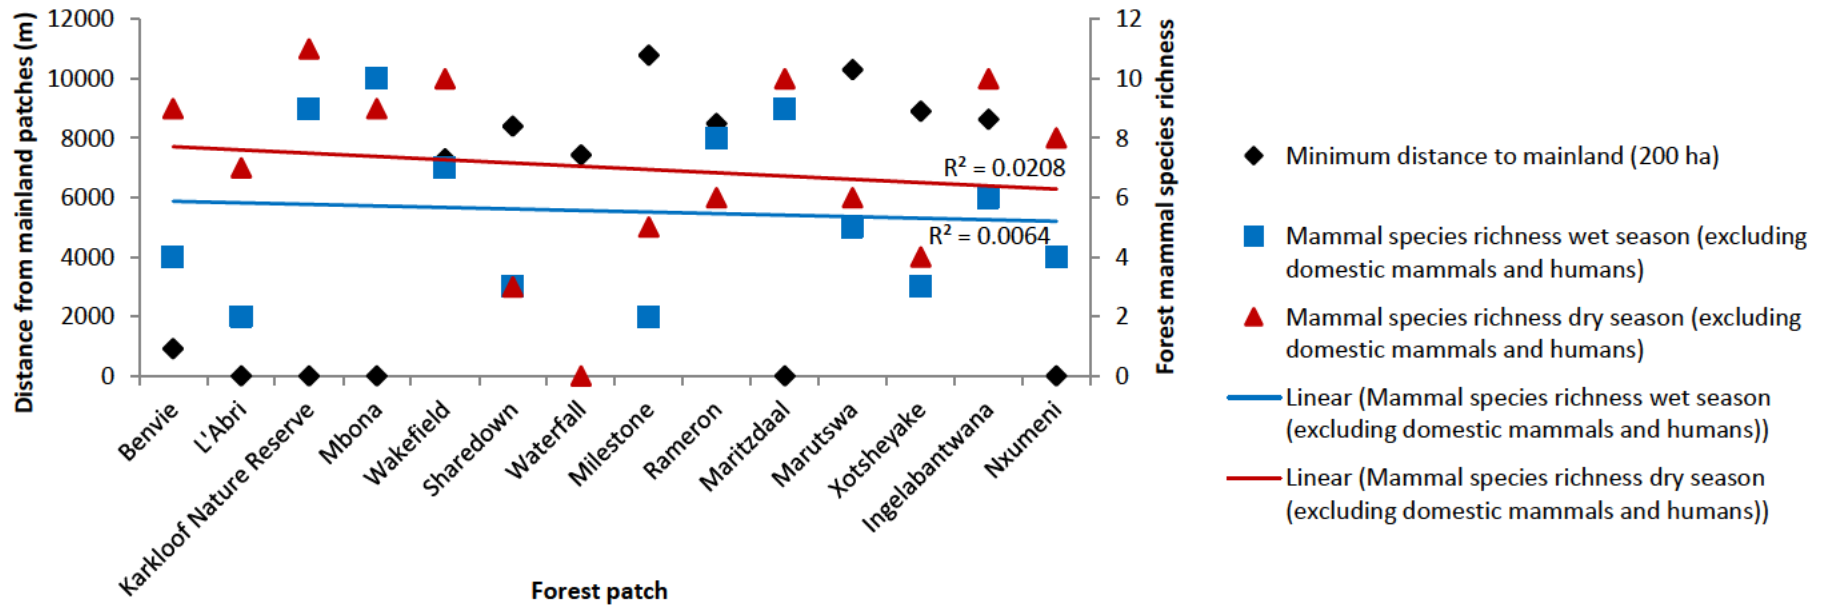 Distance from mainland patches (m)
12000
10000
8000
6000
4000
2000
0
12
10
8
6
4
2
0
Forest mammal species richness
R² = 0.0208
R² = 0.0064
Benvie
L'Abri
Karkloof Nature Reserve
Mbona
Wakefield
Sharedown
Waterfall
Milestone
Rameron
Maritzdaal
Marutswa
Xotsheyake
Ingelabantwana
Nxumeni
Forest patch
Minimum distance to mainland (200 ha)
Mammal species richness wet season (excluding
domestic mammals and humans)
Mammal species richness dry season (excluding
domestic mammals and humans)
Linear (Mammal species richness wet season
(excluding domestic mammals and humans))
Linear (Mammal species richness dry season
(excluding domestic mammals and humans))